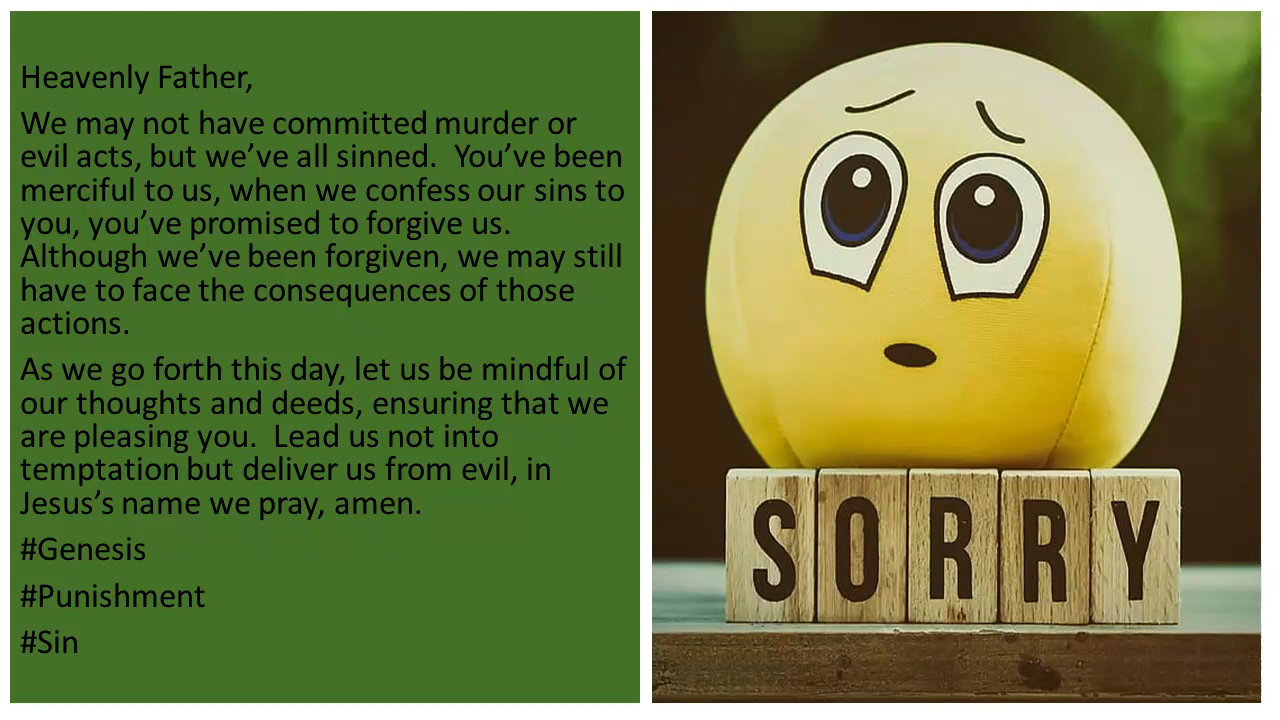 Heavenly Father,
We may not have committed murder or
evil acts, but we’ve all sinned.  You’ve been
merciful to us, when we confess our sins to
you, you’ve promised to forgive us.
Although we’ve been forgiven, we may still
have to face the consequences of those
actions.
As we go forth this day, let us be mindful of
our thoughts and deeds, ensuring that we
are pleasing you.  Lead us not into
temptation but deliver us from evil, in
Jesus’s name we pray, amen.
#Genesis
#Punishment
#Sin
SORRY